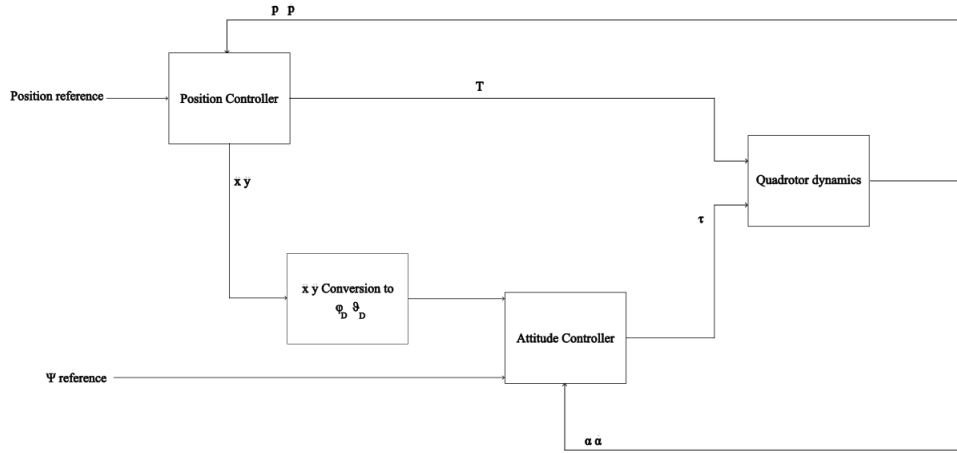 p p
Position reference
Position Controller
T
ẍ ÿ
Quadrotor dynamics
τ
ẍ ÿ Conversion to
φD ϑD
Attitude Controller
Ψ reference
α α